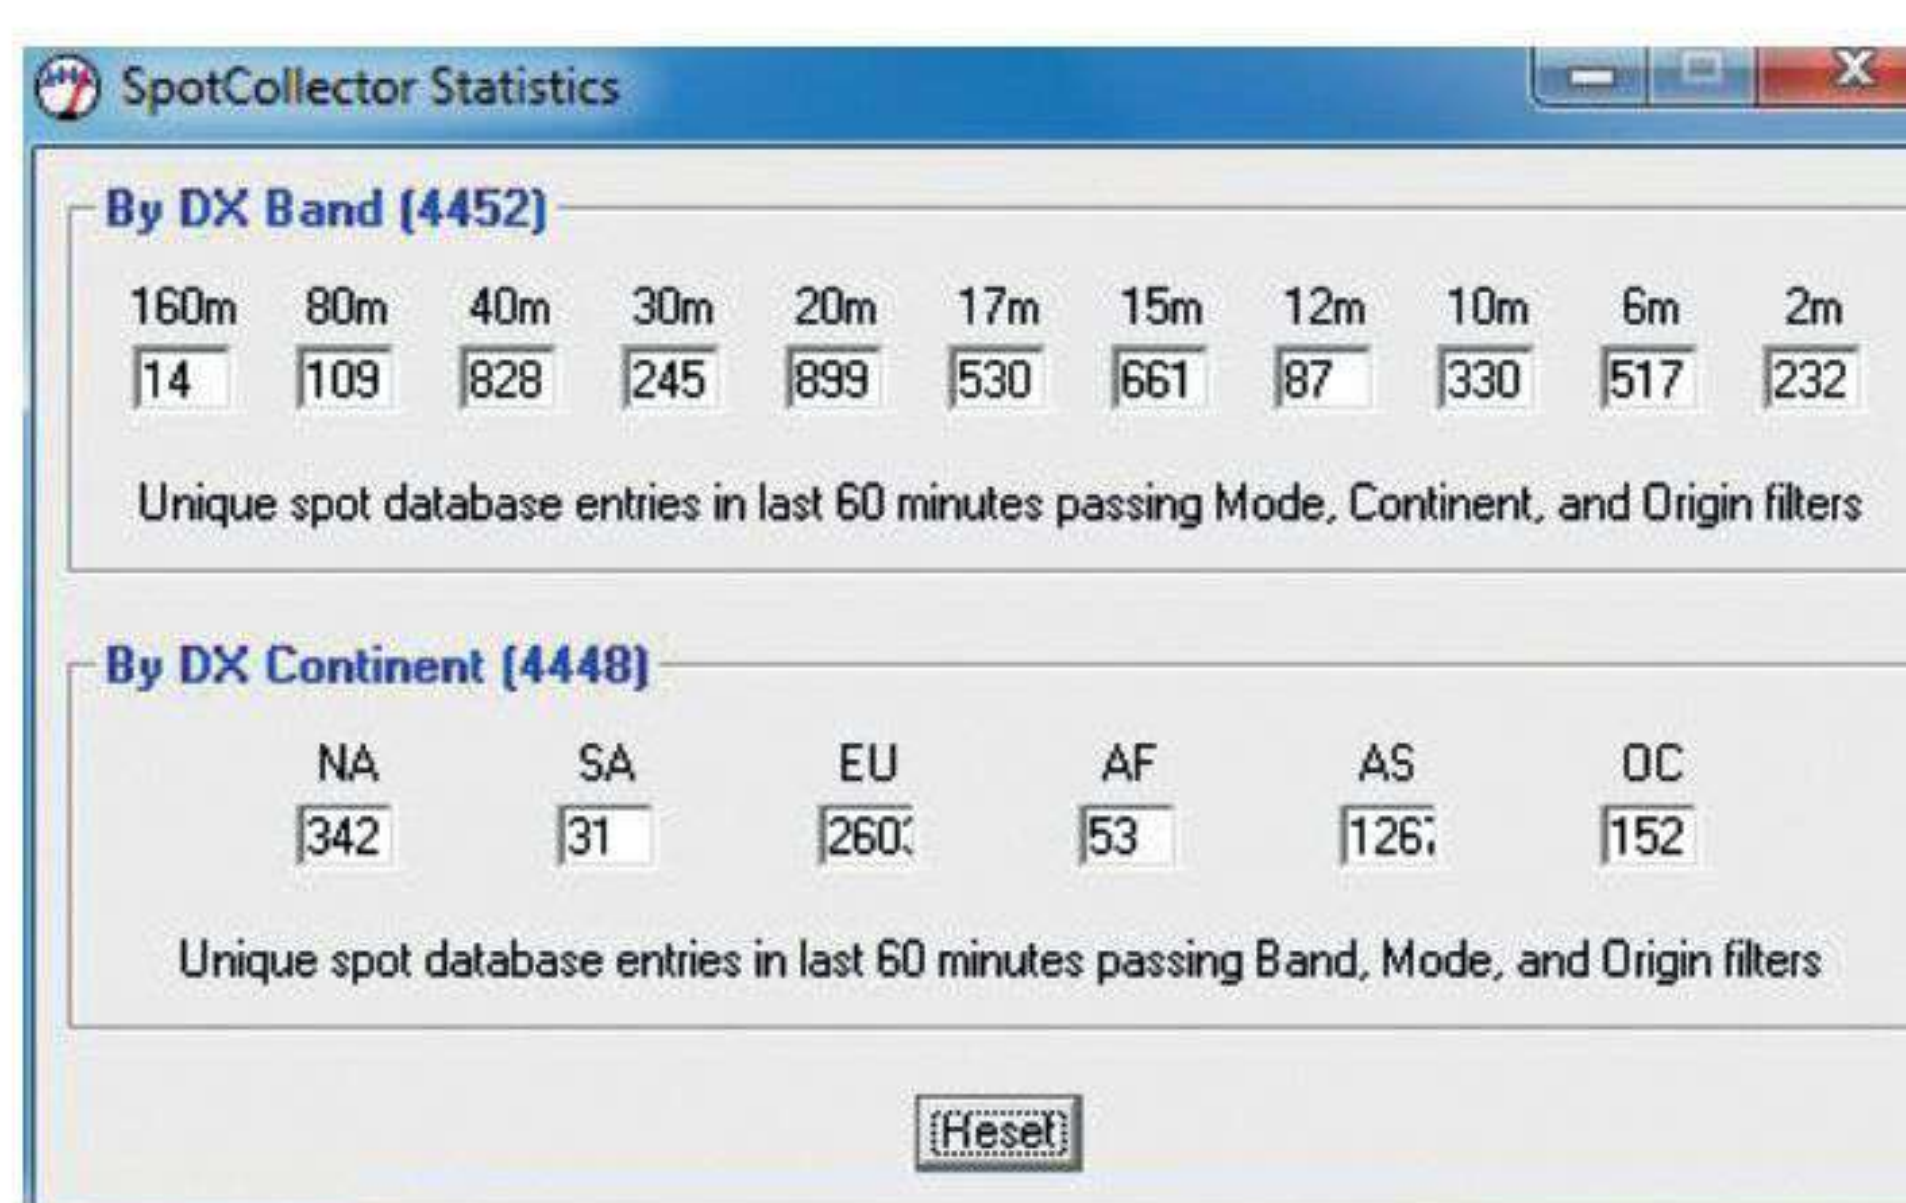 SpotCollector Statistics
By DX Band (4452)
160m 80m 40m 30m 20m 17m 15m 12m 10m 6m 2m
14 109 828 245 899 530 661 87 330 517 232
Unique spot database entries in last 60 minutes passing Mode, Continent, and Origin filters
By DX Continent (4448)
NA SA EU AF AS OC
342 31 2603 53 1267 152
Unique spot database entries in last 60 minutes passing Band, Mode, and Origin filters
Reset